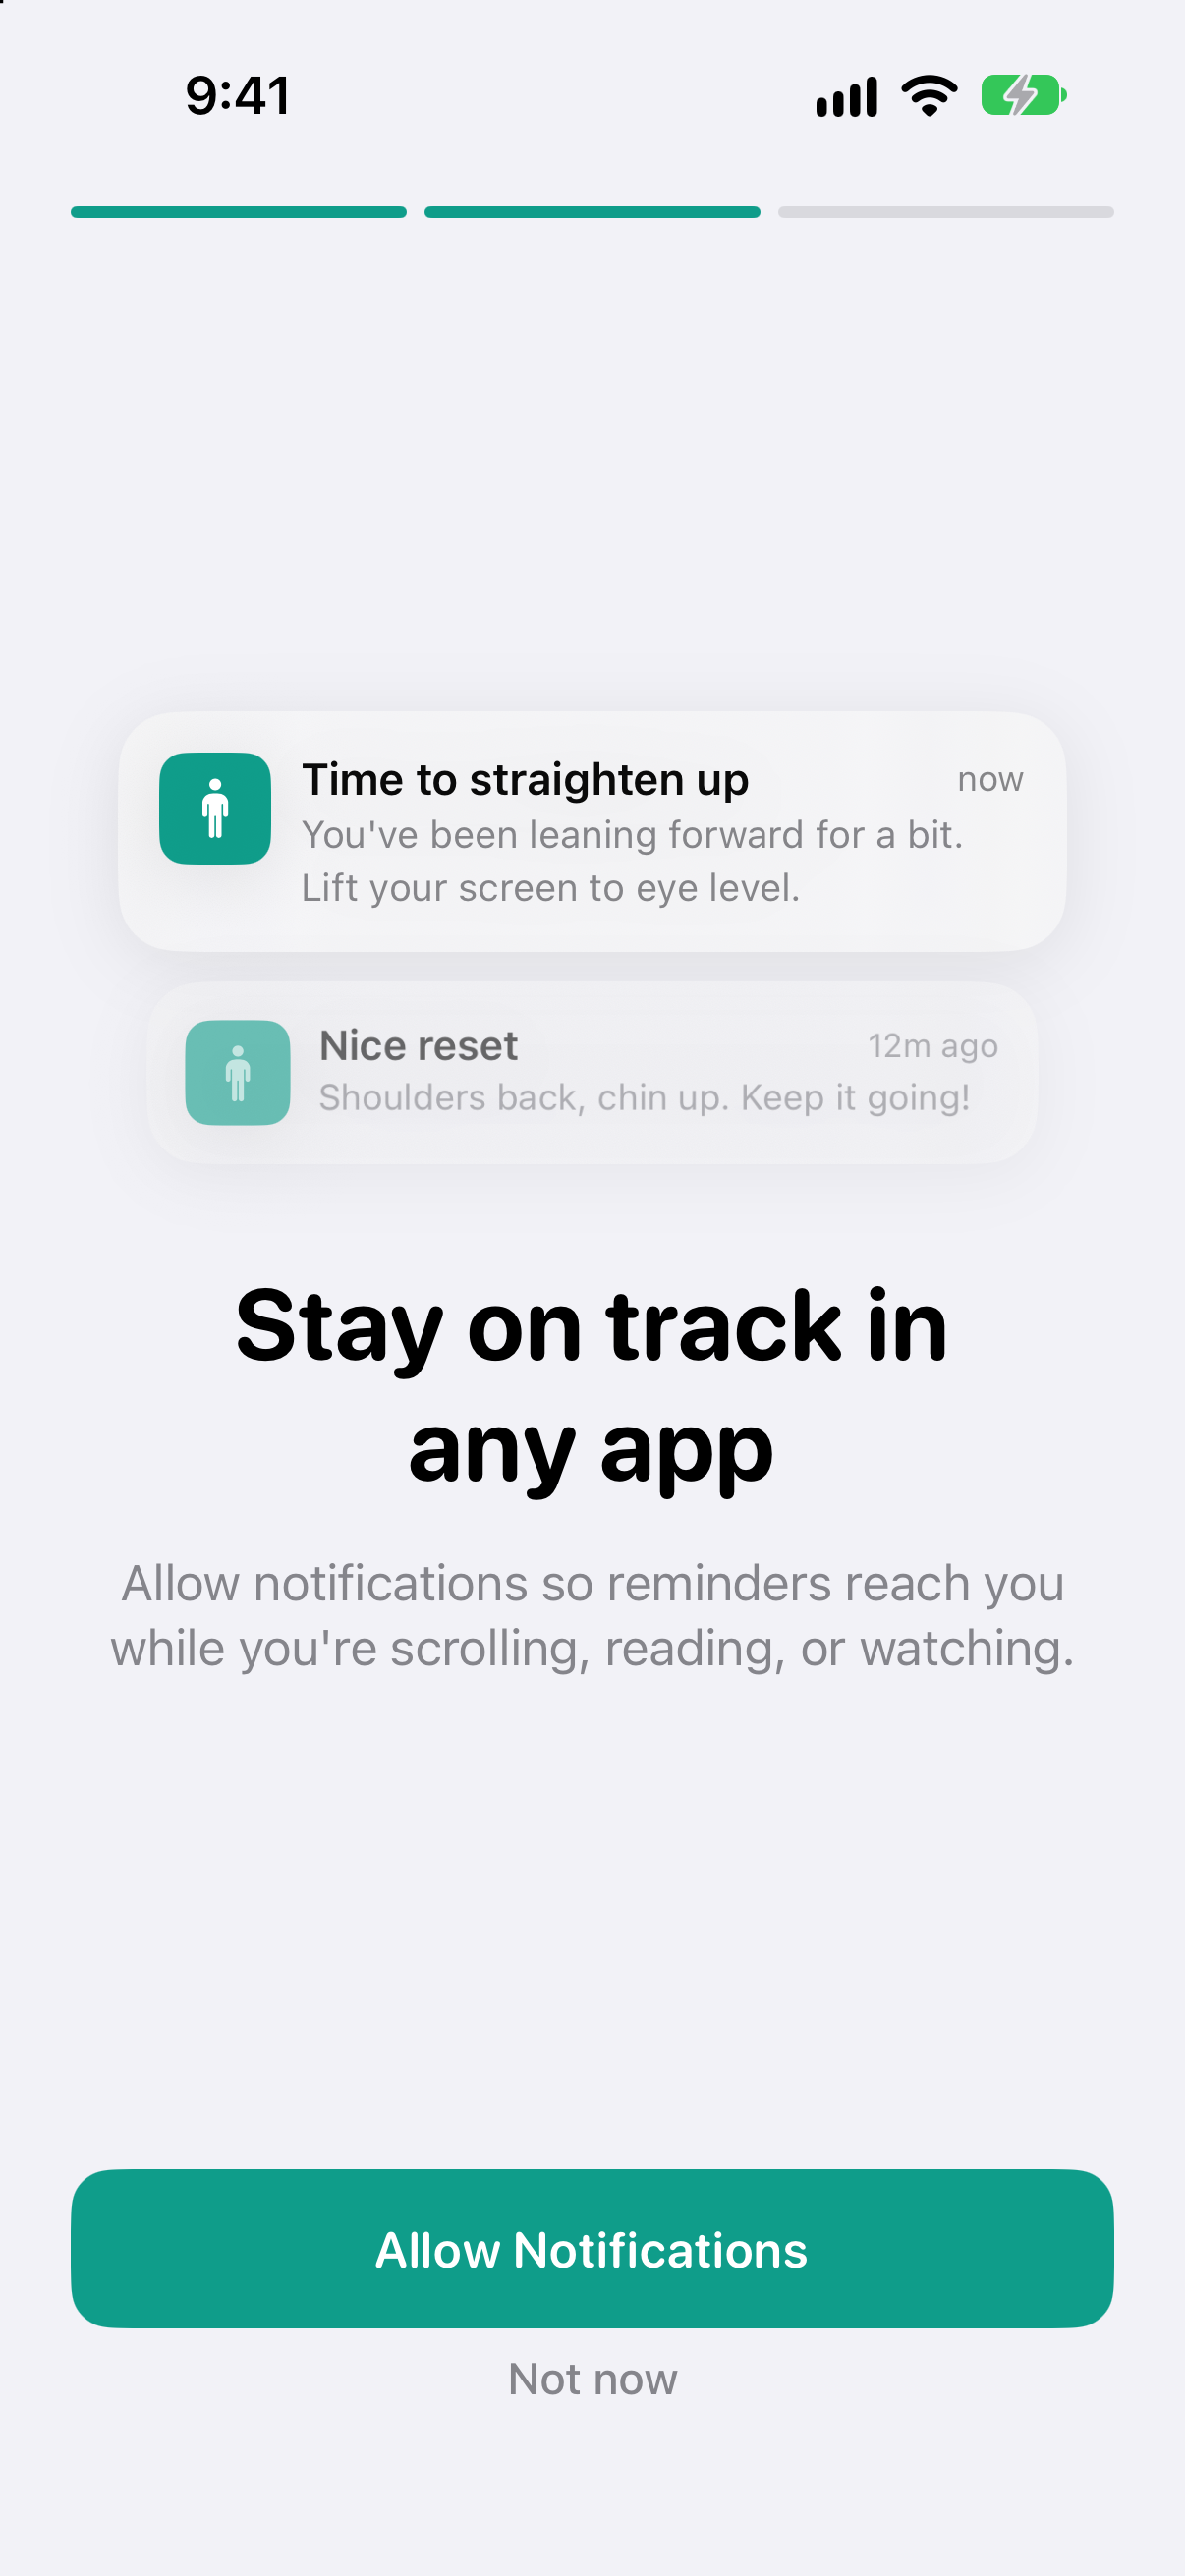 9:41
Time to straighten up
now
You've been leaning forward for a bit.
Lift your screen to eye level.
Nice reset
12m ago
Shoulders back, chin up. Keep it going!
Stay on track in
any app
Allow notifications so reminders reach you
while you're scrolling, reading, or watching.
Allow Notifications
Not now